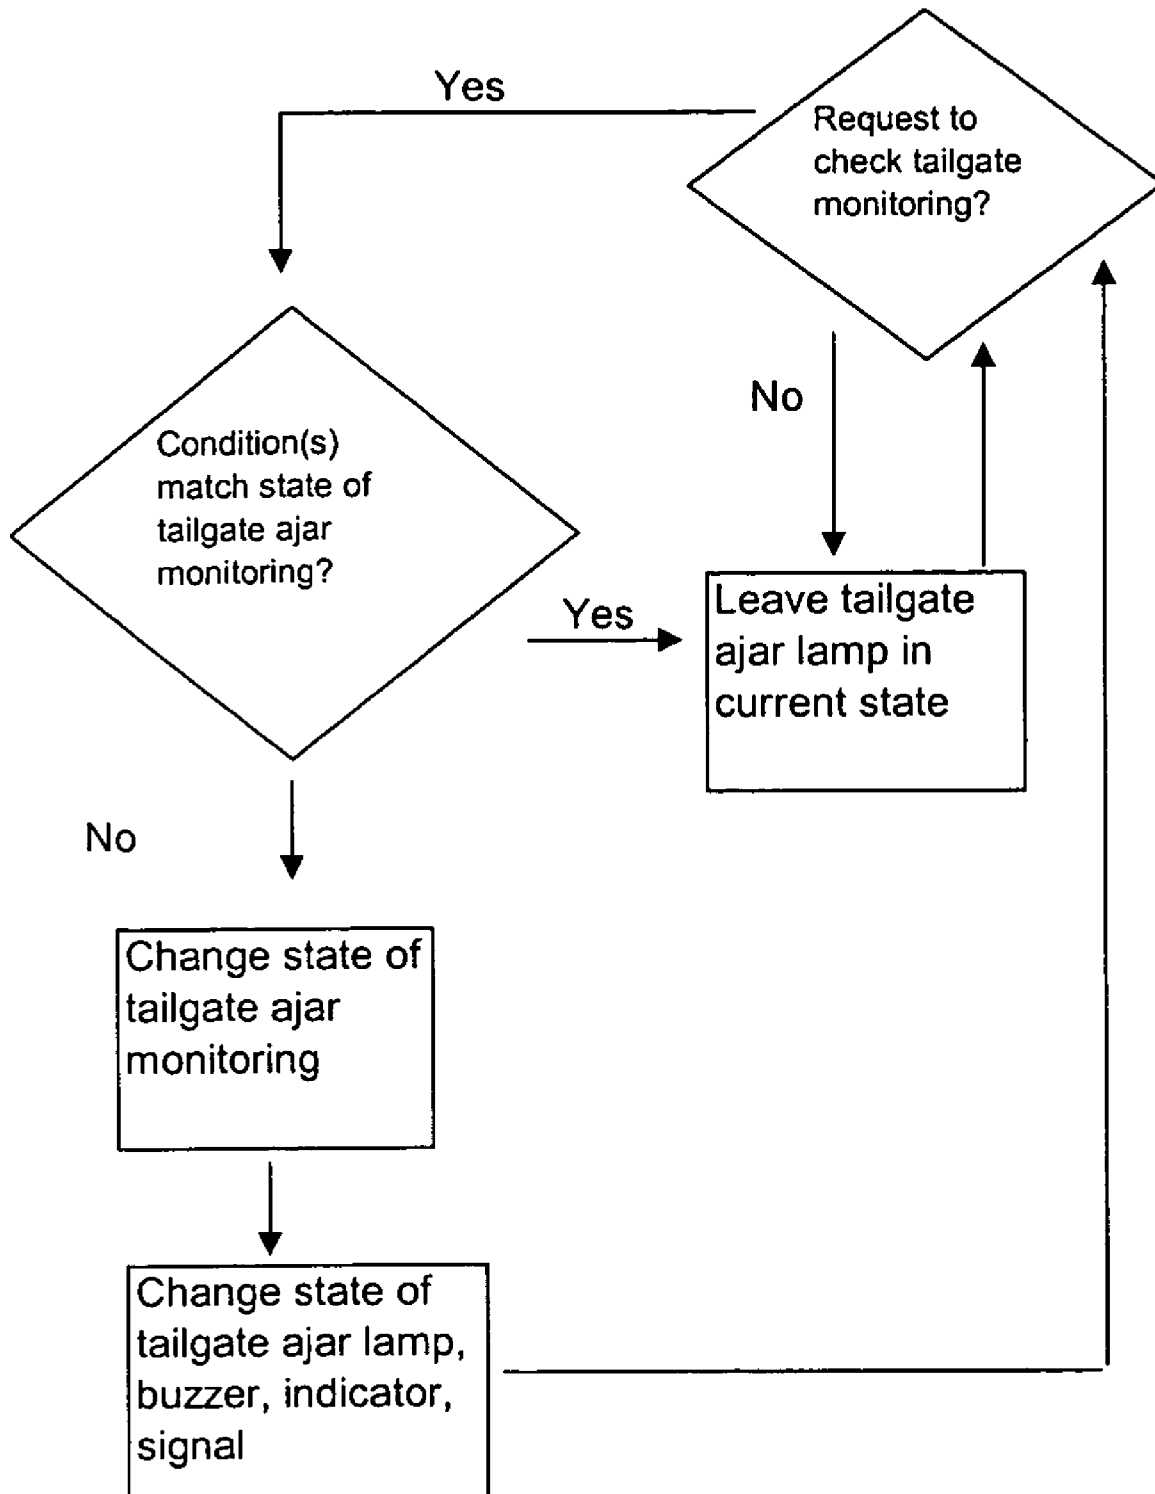 Yes
Request to
check tailgate
monitoring?
No
Condition(s)
match state of
tailgate ajar
monitoring?
Yes
Leave tailgate
ajar lamp in
current state
No
Change state of
tailgate ajar
monitoring
Change state of
tailgate ajar lamp,
buzzer, indicator,
signal